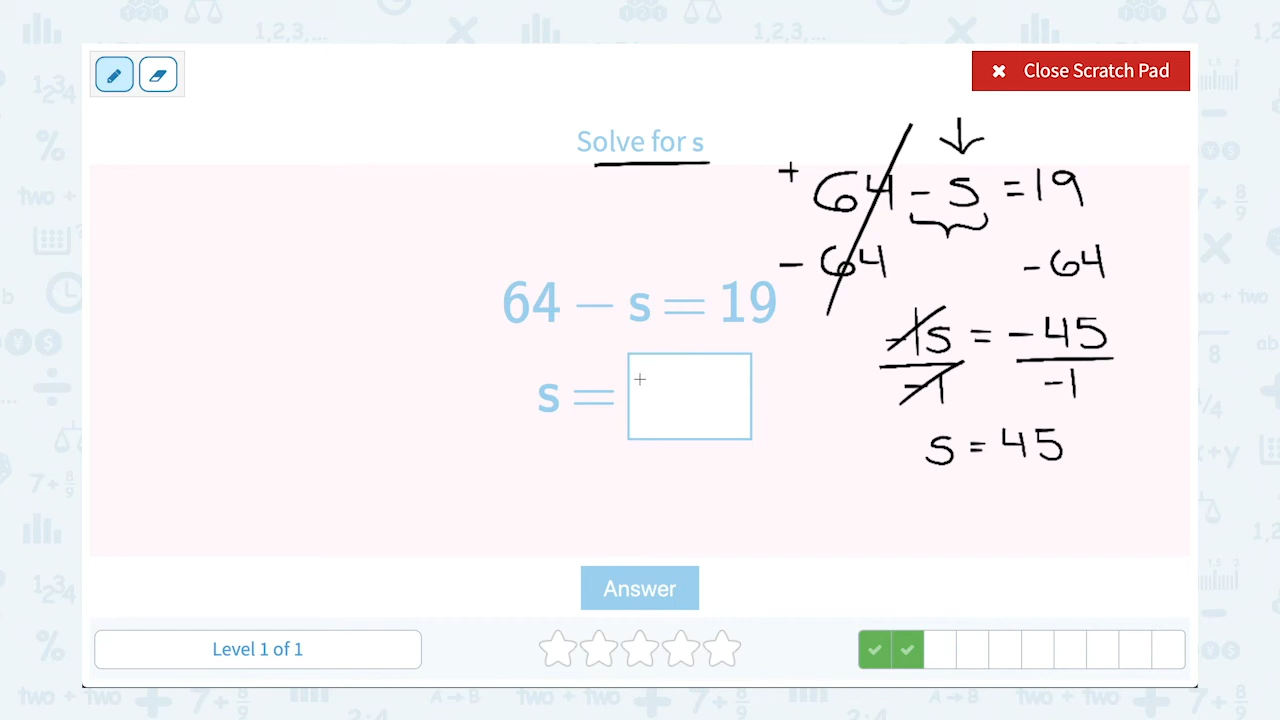 Close Scratch Pad
Solve for s
64 − s = 19
s =
+ 64 - s = 19
- 64 - 64
-1s = -45
-1 -1
s = 45
Answer
Level 1 of 1